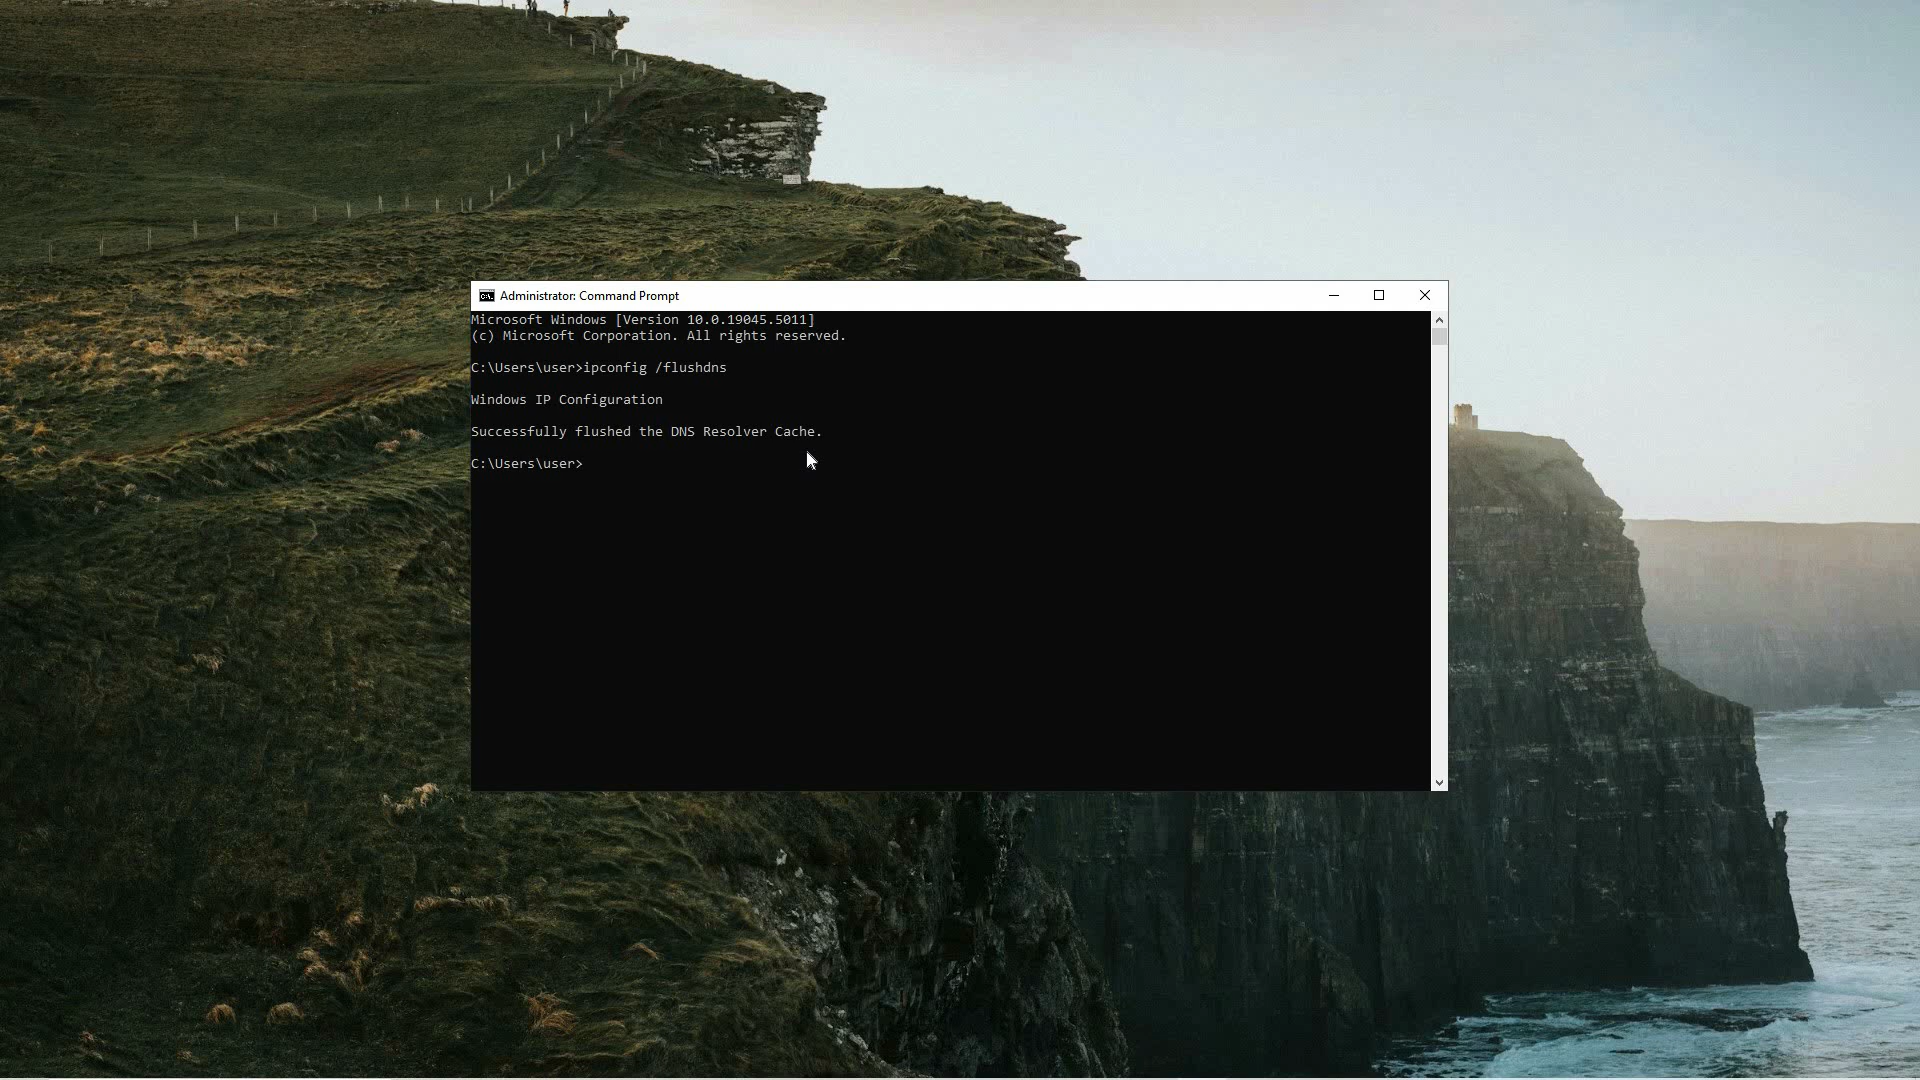 Administrator: Command Prompt
Microsoft Windows [Version 10.0.19045.5011]
(c) Microsoft Corporation. All rights reserved.
C:\Users\user>ipconfig /flushdns
Windows IP Configuration
Successfully flushed the DNS Resolver Cache.
C:\Users\user>